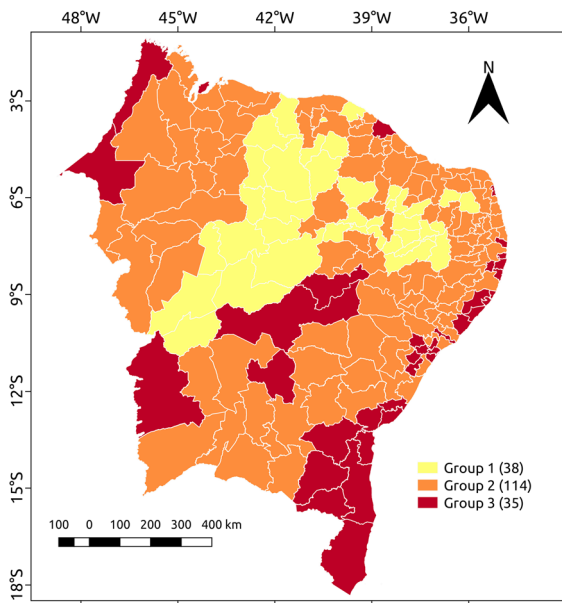 48°W 45°W 42°W 39°W 36°W
N
3°S
6°S
9°S
12°S
15°S
18°S
Group 1 (38)
Group 2 (114)
Group 3 (35)
100 0 100 200 300 400 km